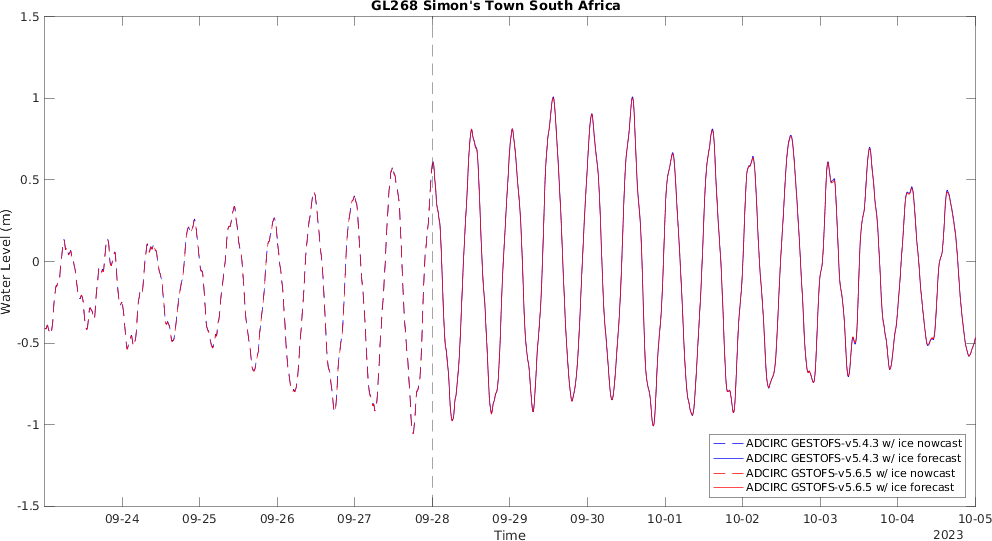 GL268 Simon's Town South Africa
1.5
1
0.5
0
-0.5
-1
-1.5
Water Level (m)
ADCIRC GESTOFS-v5.4.3 w/ ice nowcast
ADCIRC GESTOFS-v5.4.3 w/ ice forecast
ADCIRC GSTOFS-v5.6.5 w/ ice nowcast
ADCIRC GSTOFS-v5.6.5 w/ ice forecast
09-24 09-25 09-26 09-27 09-28 09-29 09-30 10-01 10-02 10-03 10-04 10-05
Time
2023